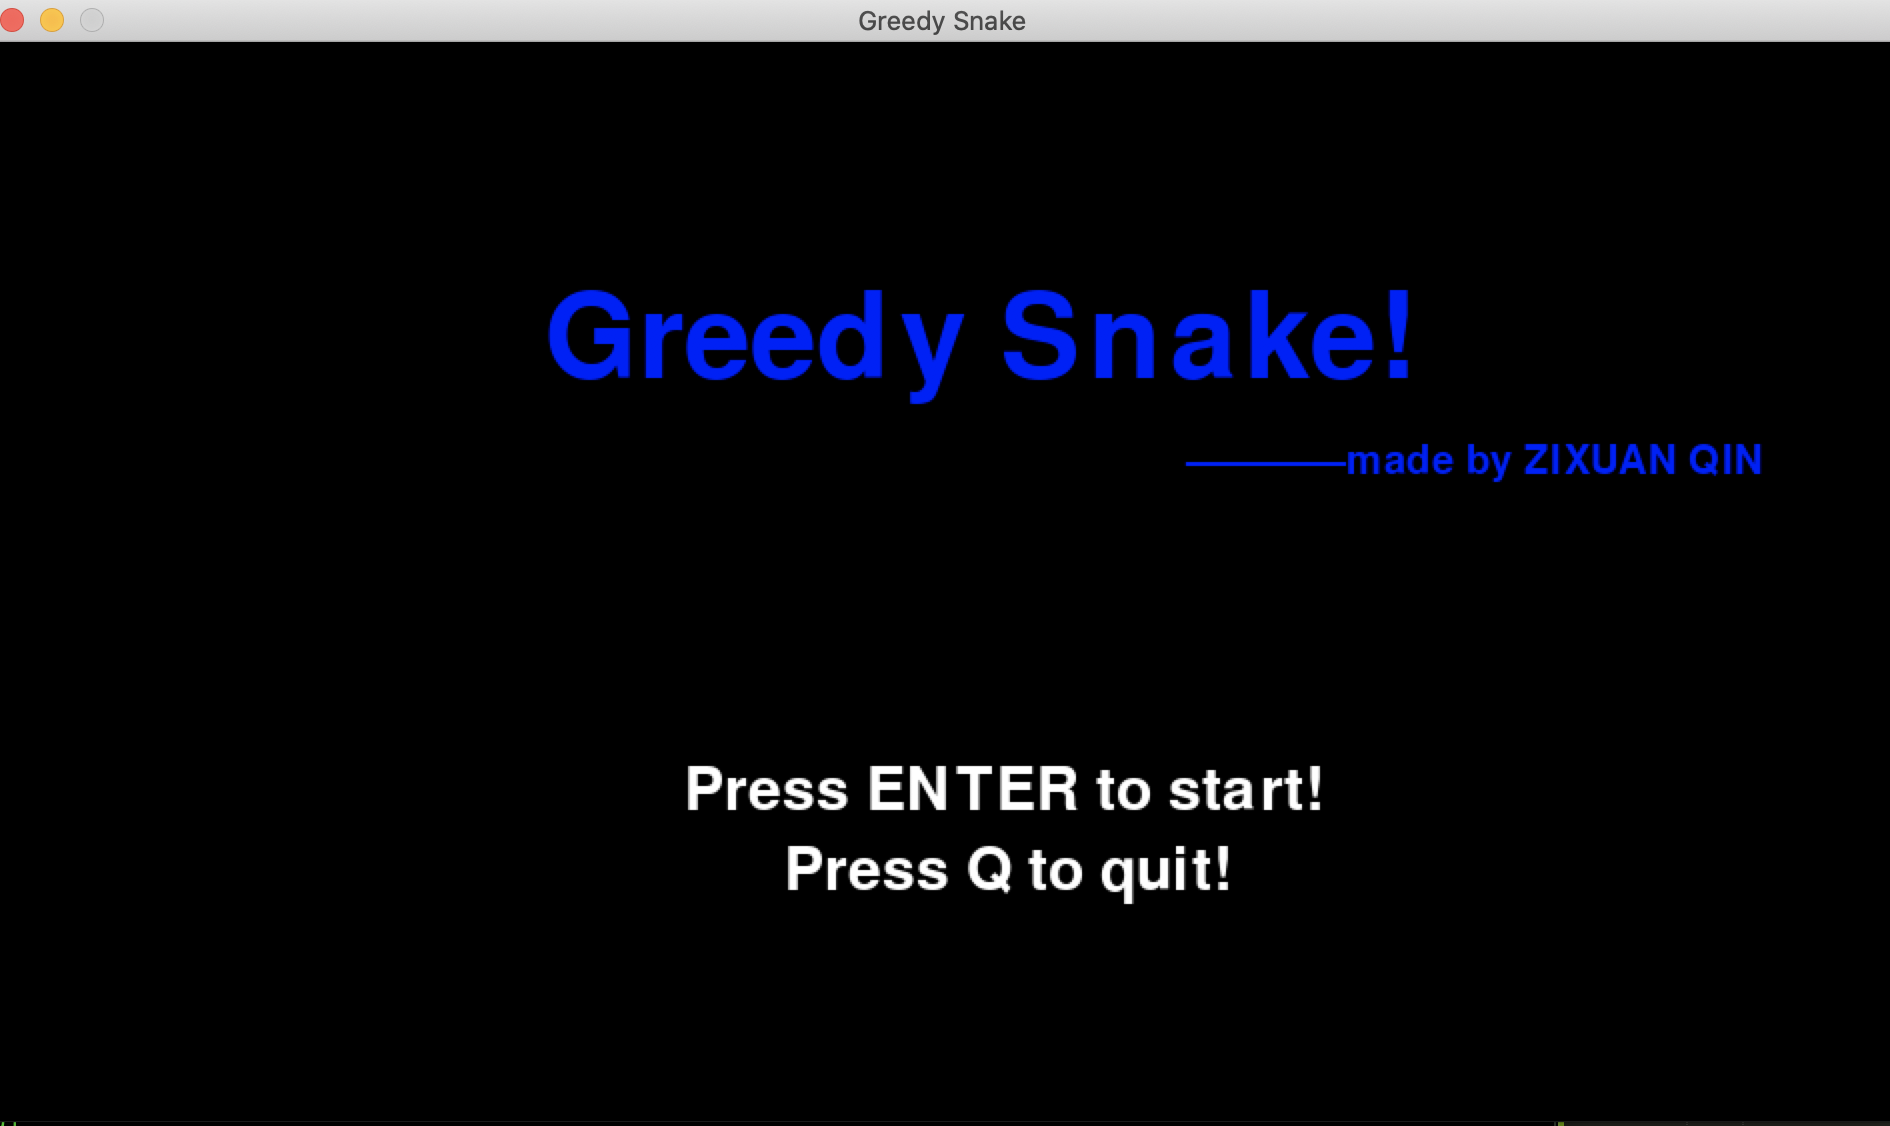 Greedy Snake
Greedy Snake!
————made by ZIXUAN QIN
Press ENTER to start!
Press Q to quit!